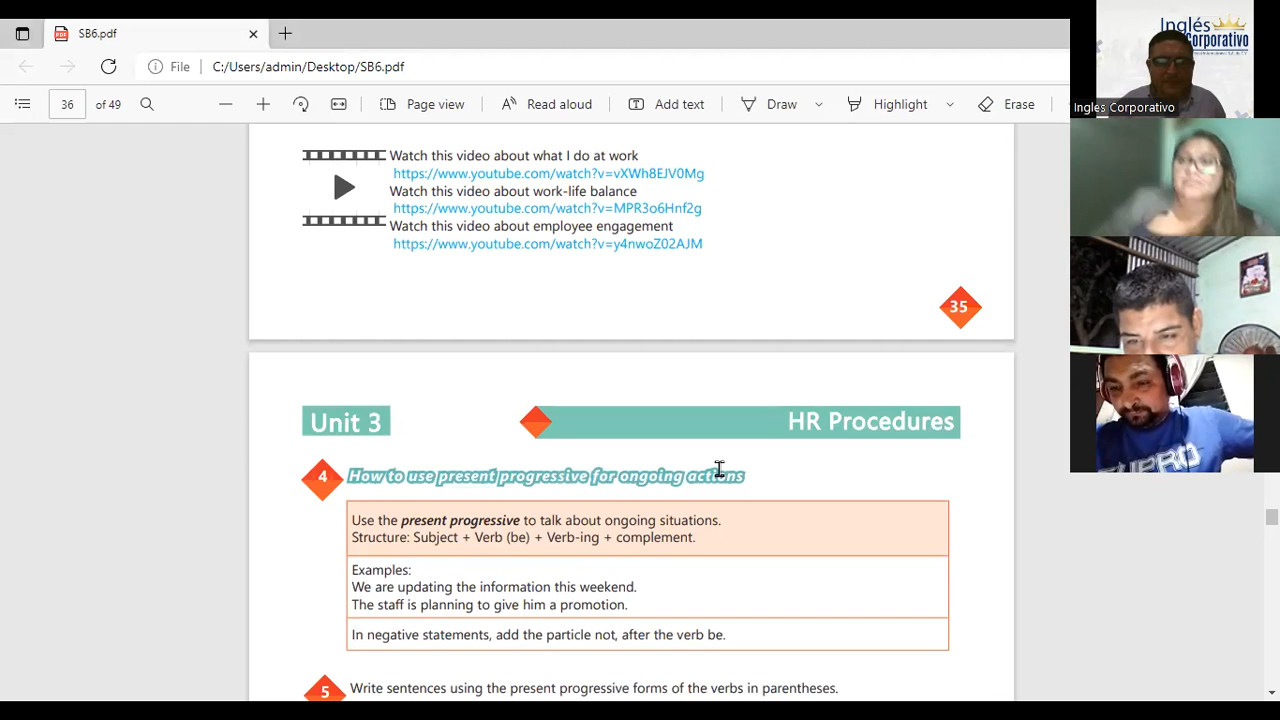 SB6.pdf
File
C:/Users/admin/Desktop/SB6.pdf
36 of 49
Page view
Read aloud
Add text
Draw
Highlight
Erase
Inglés
Corporativo
Ingles Corporativo
Watch this video about what I do at work
https://www.youtube.com/watch?v=vXWh8EJV0Mg
Watch this video about work-life balance
https://www.youtube.com/watch?v=MPR3o6Hnf2g
Watch this video about employee engagement
https://www.youtube.com/watch?v=y4nwoZ02AJM
35
Unit 3
HR Procedures
4 How to use present progressive for ongoing actions
Use the present progressive to talk about ongoing situations.
Structure: Subject + Verb (be) + Verb-ing + complement.
Examples:
We are updating the information this weekend.
The staff is planning to give him a promotion.
In negative statements, add the particle not, after the verb be.
5 Write sentences using the present progressive forms of the verbs in parentheses.